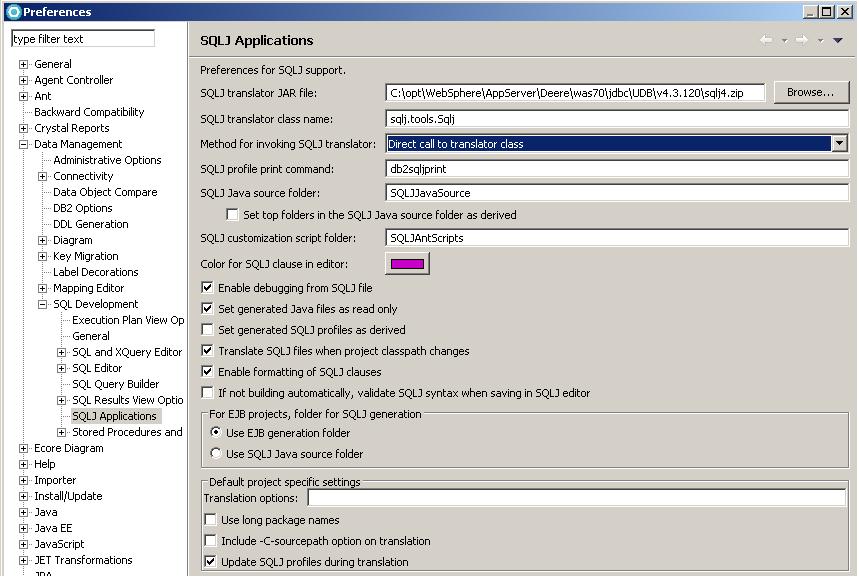 Preferences
type filter text
General
Agent Controller
Ant
Backward Compatibility
Crystal Reports
Data Management
Administrative Options
Connectivity
Data Object Compare
DB2 Options
DDL Generation
Diagram
Key Migration
Label Decorations
Mapping Editor
SQL Development
Execution Plan View Op
General
SQL and XQuery Editor
SQL Editor
SQL Query Builder
SQL Results View Optio
SQLJ Applications
Stored Procedures and
Ecore Diagram
Help
Importer
Install/Update
Java
Java EE
JavaScript
JET Transformations
JPA
SQLJ Applications
Preferences for SQLJ support.
SQLJ translator JAR file: C:\opt\WebSphere\AppServer\Deere\was70\jdbc\UDB\v4.3.120\sqlj4.zip Browse...
SQLJ translator class name: sqlj.tools.Sqlj
Method for invoking SQLJ translator: Direct call to translator class
SQLJ profile print command: db2sqljprint
SQLJ Java source folder: SQLJJavaSource
Set top folders in the SQLJ Java source folder as derived
SQLJ customization script folder: SQLJAntScripts
Color for SQLJ clause in editor:
Enable debugging from SQLJ file
Set generated Java files as read only
Set generated SQLJ profiles as derived
Translate SQLJ files when project classpath changes
Enable formatting of SQLJ clauses
If not building automatically, validate SQLJ syntax when saving in SQLJ editor
For EJB projects, folder for SQLJ generation
Use EJB generation folder
Use SQLJ Java source folder
Default project specific settings
Translation options:
Use long package names
Include -C-sourcepath option on translation
Update SQLJ profiles during translation